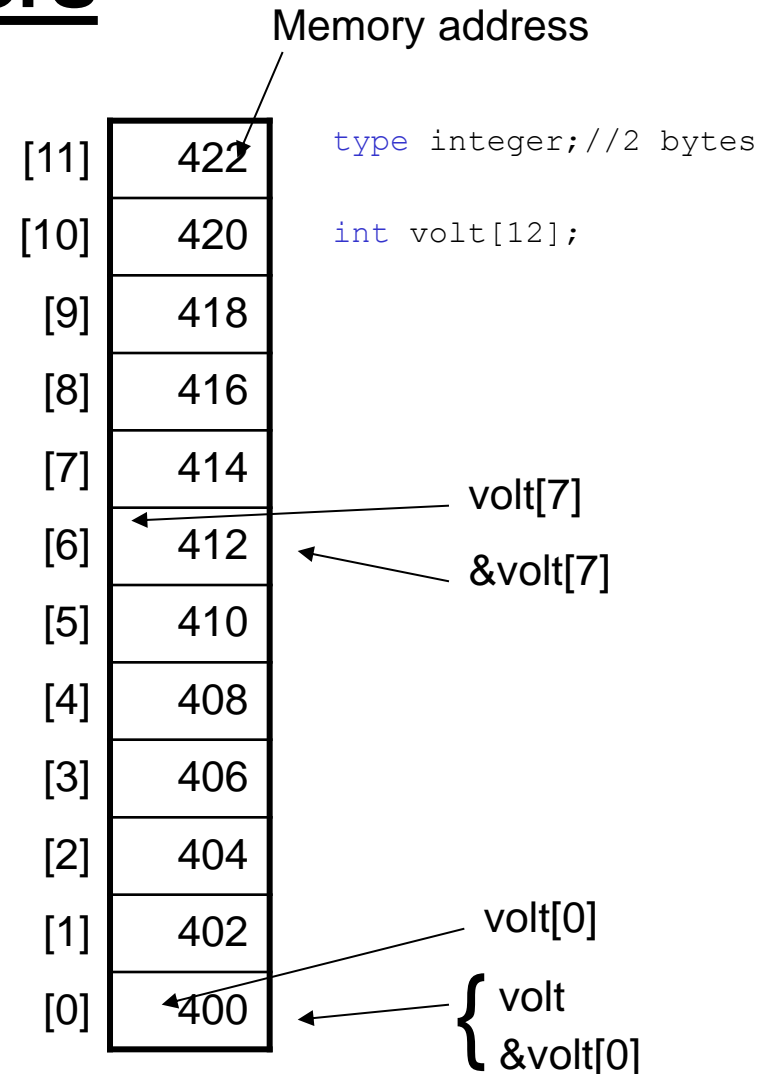 Memory address
type integer;//2 bytes
int volt[12];
[11] 422
[10] 420
[9] 418
[8] 416
[7] 414
[6] 412
[5] 410
[4] 408
[3] 406
[2] 404
[1] 402
[0] 400
volt[7]
&volt[7]
volt[0]
{ volt
&volt[0]